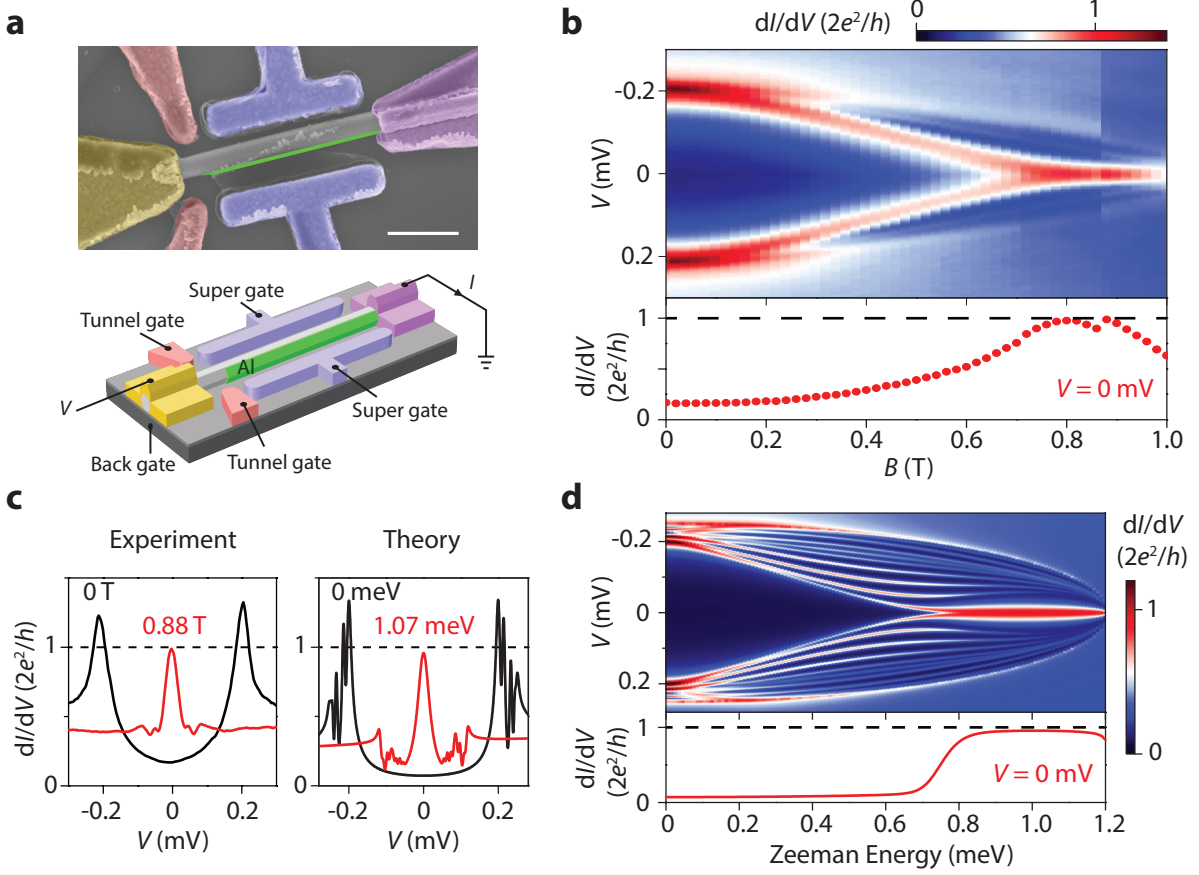 a
Super gate
Tunnel gate
I
Al
V
Super gate
Back gate
Tunnel gate
b
dI/dV (2e²/h)
0
1
-0.2
0
0.2
V (mV)
1
0
dI/dV
(2e²/h)
V = 0 mV
0
0.2
0.4
0.6
0.8
1.0
B (T)
c
Experiment
Theory
0 T
0.88 T
0 meV
1.07 meV
1
0
dI/dV (2e²/h)
-0.2
0
0.2
V (mV)
1
0
-0.2
0
0.2
V (mV)
d
-0.2
0
0.2
V (mV)
dI/dV
(2e²/h)
1
0
1
0
dI/dV
(2e²/h)
V = 0 mV
0
0.2
0.4
0.6
0.8
1.0
1.2
Zeeman Energy (meV)